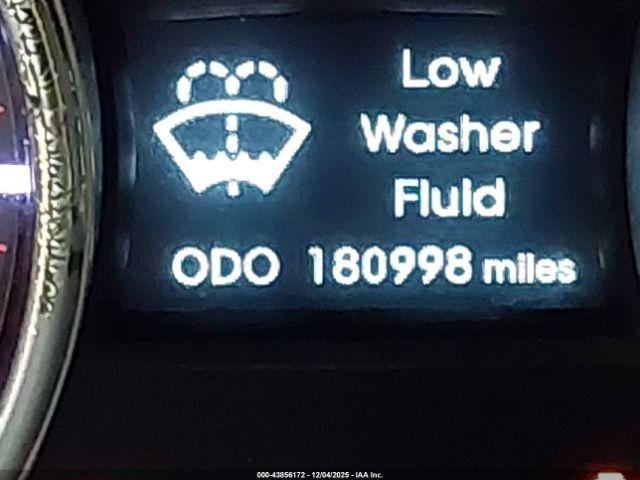 Low
Washer
Fluid
ODO 180998 miles
000-43856172 - 12/04/2025 - IAA Inc.